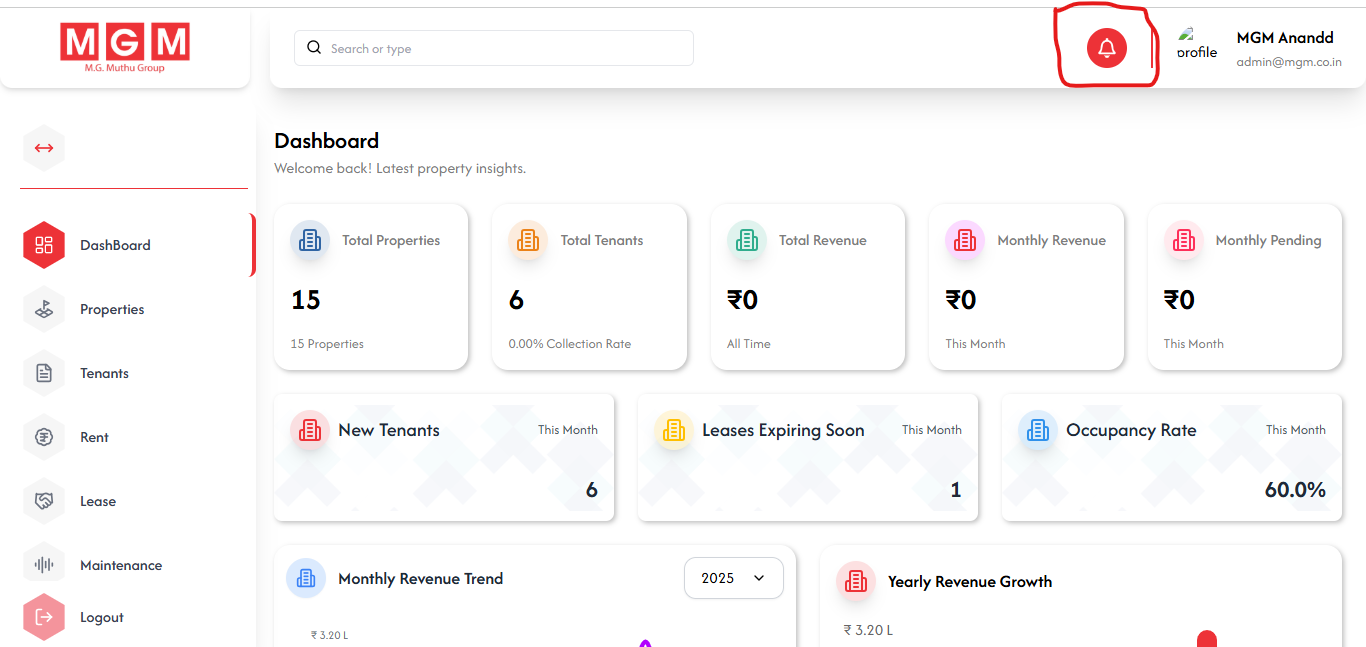 MGM
M.G. Muthu Group
Search or type
profile
MGM Anandd
admin@mgm.co.in
Dashboard
Welcome back! Latest property insights.
DashBoard
Properties
Tenants
Rent
Lease
Maintenance
Logout
Total Properties
15
15 Properties
Total Tenants
6
0.00% Collection Rate
Total Revenue
₹0
All Time
Monthly Revenue
₹0
This Month
Monthly Pending
₹0
This Month
New Tenants This Month
6
Leases Expiring Soon This Month
1
Occupancy Rate This Month
60.0%
Monthly Revenue Trend 2025
₹ 3.20 L
Yearly Revenue Growth
₹ 3.20 L